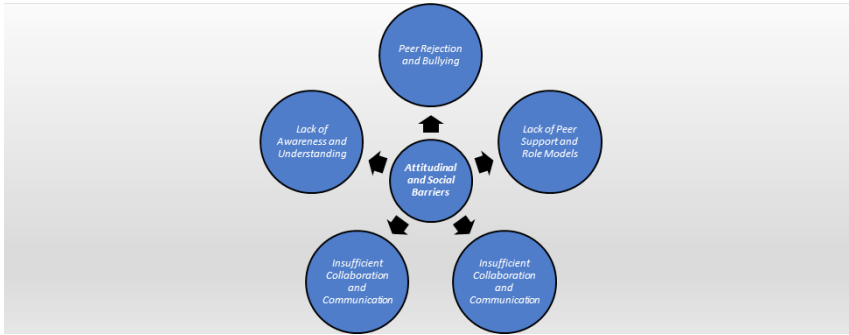 Peer Rejection
and Bullying
Lack of
Awareness and
Understanding
Lack of Peer
Support and
Role Models
Attitudinal
and Social
Barriers
Insufficient
Collaboration
and
Communication
Insufficient
Collaboration
and
Communication